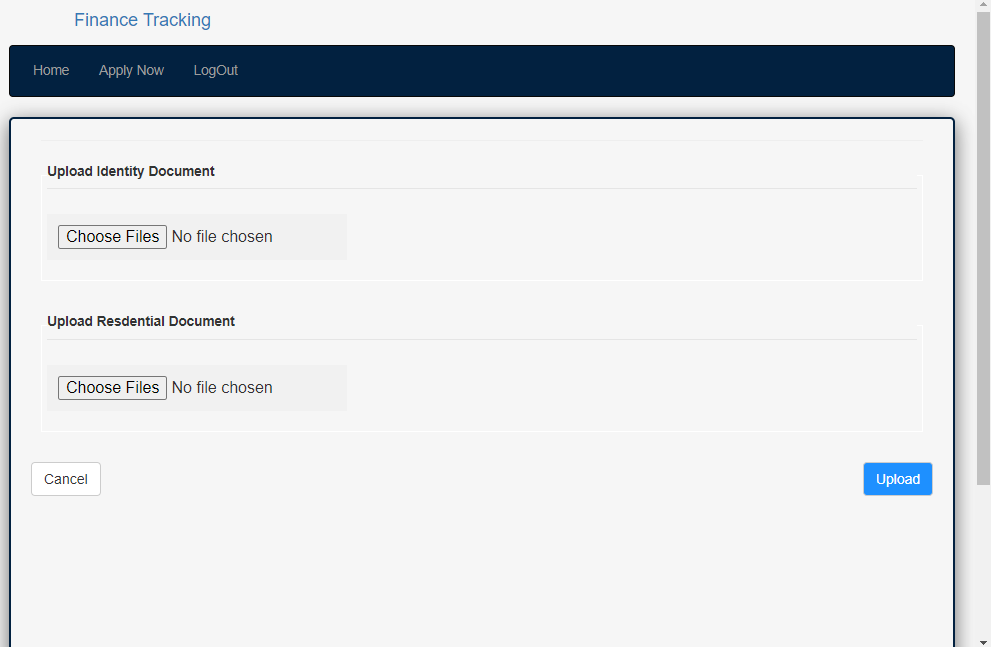 Finance Tracking
Home Apply Now LogOut
Upload Identity Document
Choose Files No file chosen
Upload Resdential Document
Choose Files No file chosen
Cancel Upload